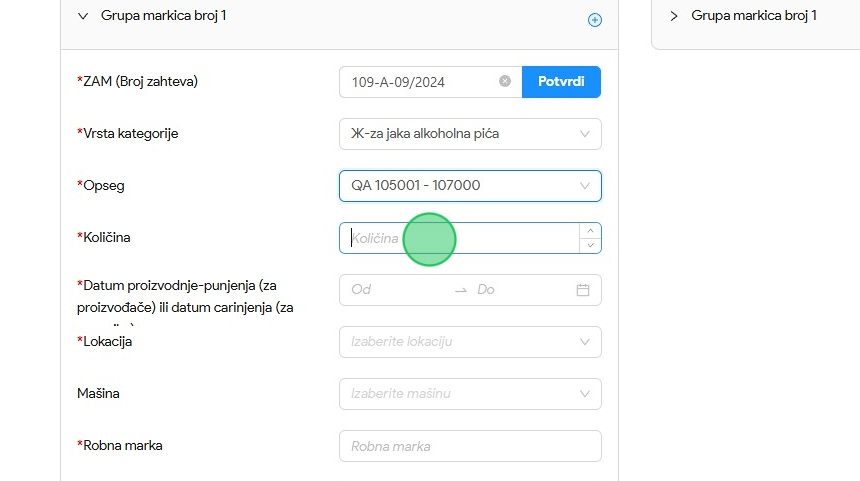 Grupa markica broj 1
Grupa markica broj 1
*ZAM (Broj zahteva)
109-A-09/2024
Potvrdi
*Vrsta kategorije
Ж-za jaka alkoholna pića
*Opseg
QA 105001 - 107000
*Količina
Količina
*Datum proizvodnje-punjenja (za
proizvođače) ili datum carinjenja (za
Od → Do
*Lokacija
Izaberite lokaciju
Mašina
Izaberite mašinu
*Robna marka
Robna marka